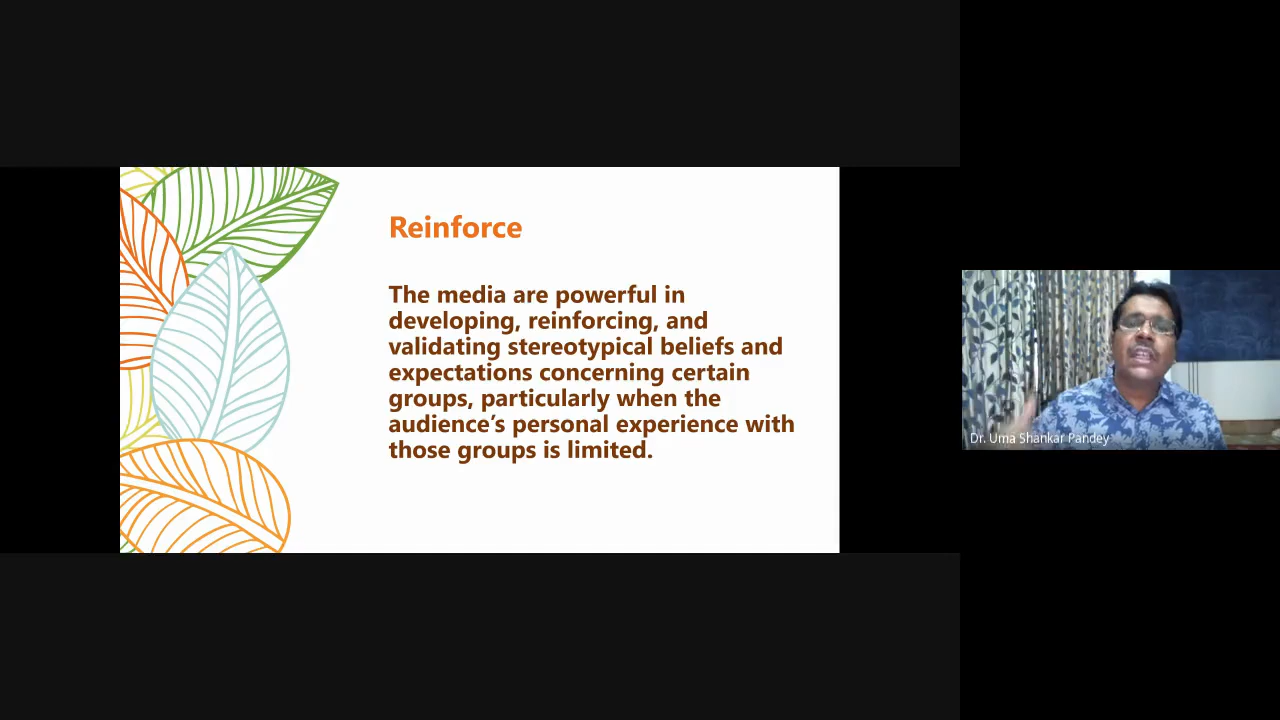 Reinforce
The media are powerful in
developing, reinforcing, and
validating stereotypical beliefs and
expectations concerning certain
groups, particularly when the
audience’s personal experience with
those groups is limited.
Dr. Uma Shankar Pandey